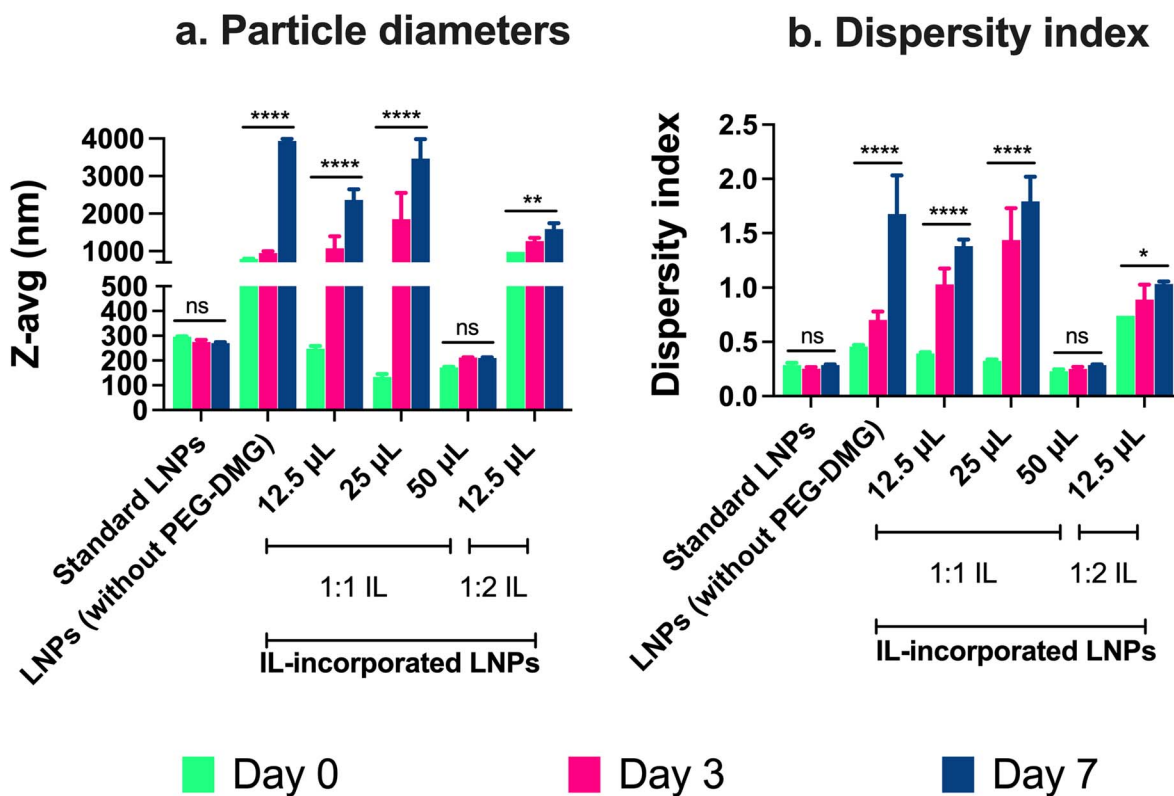 a. Particle diameters
Z-avg (nm)
4000
3000
2000
1000
500
400
300
200
100
0
ns
****
****
****
ns
**
Standard LNPs
LNPs (without PEG-DMG)
12.5 µL
25 µL
50 µL
12.5 µL
1:1 IL
1:2 IL
IL-incorporated LNPs
b. Dispersity index
Dispersity index
2.5
2.0
1.5
1.0
0.5
0.0
ns
****
****
****
ns
*
Standard LNPs
LNPs (without PEG-DMG)
12.5 µL
25 µL
50 µL
12.5 µL
1:1 IL
1:2 IL
IL-incorporated LNPs
Day 0
Day 3
Day 7